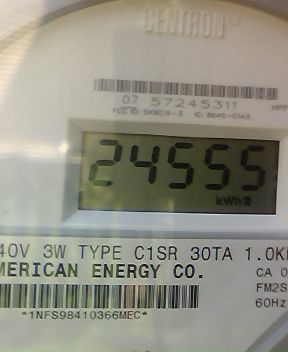 CENTRON®
07 57245311
24555
kWh
40V 3W TYPE C1SR 30TA 1.0K
MERICAN ENERGY CO.
CA 0
FM2S
60Hz
*1NFS98410366MEC*